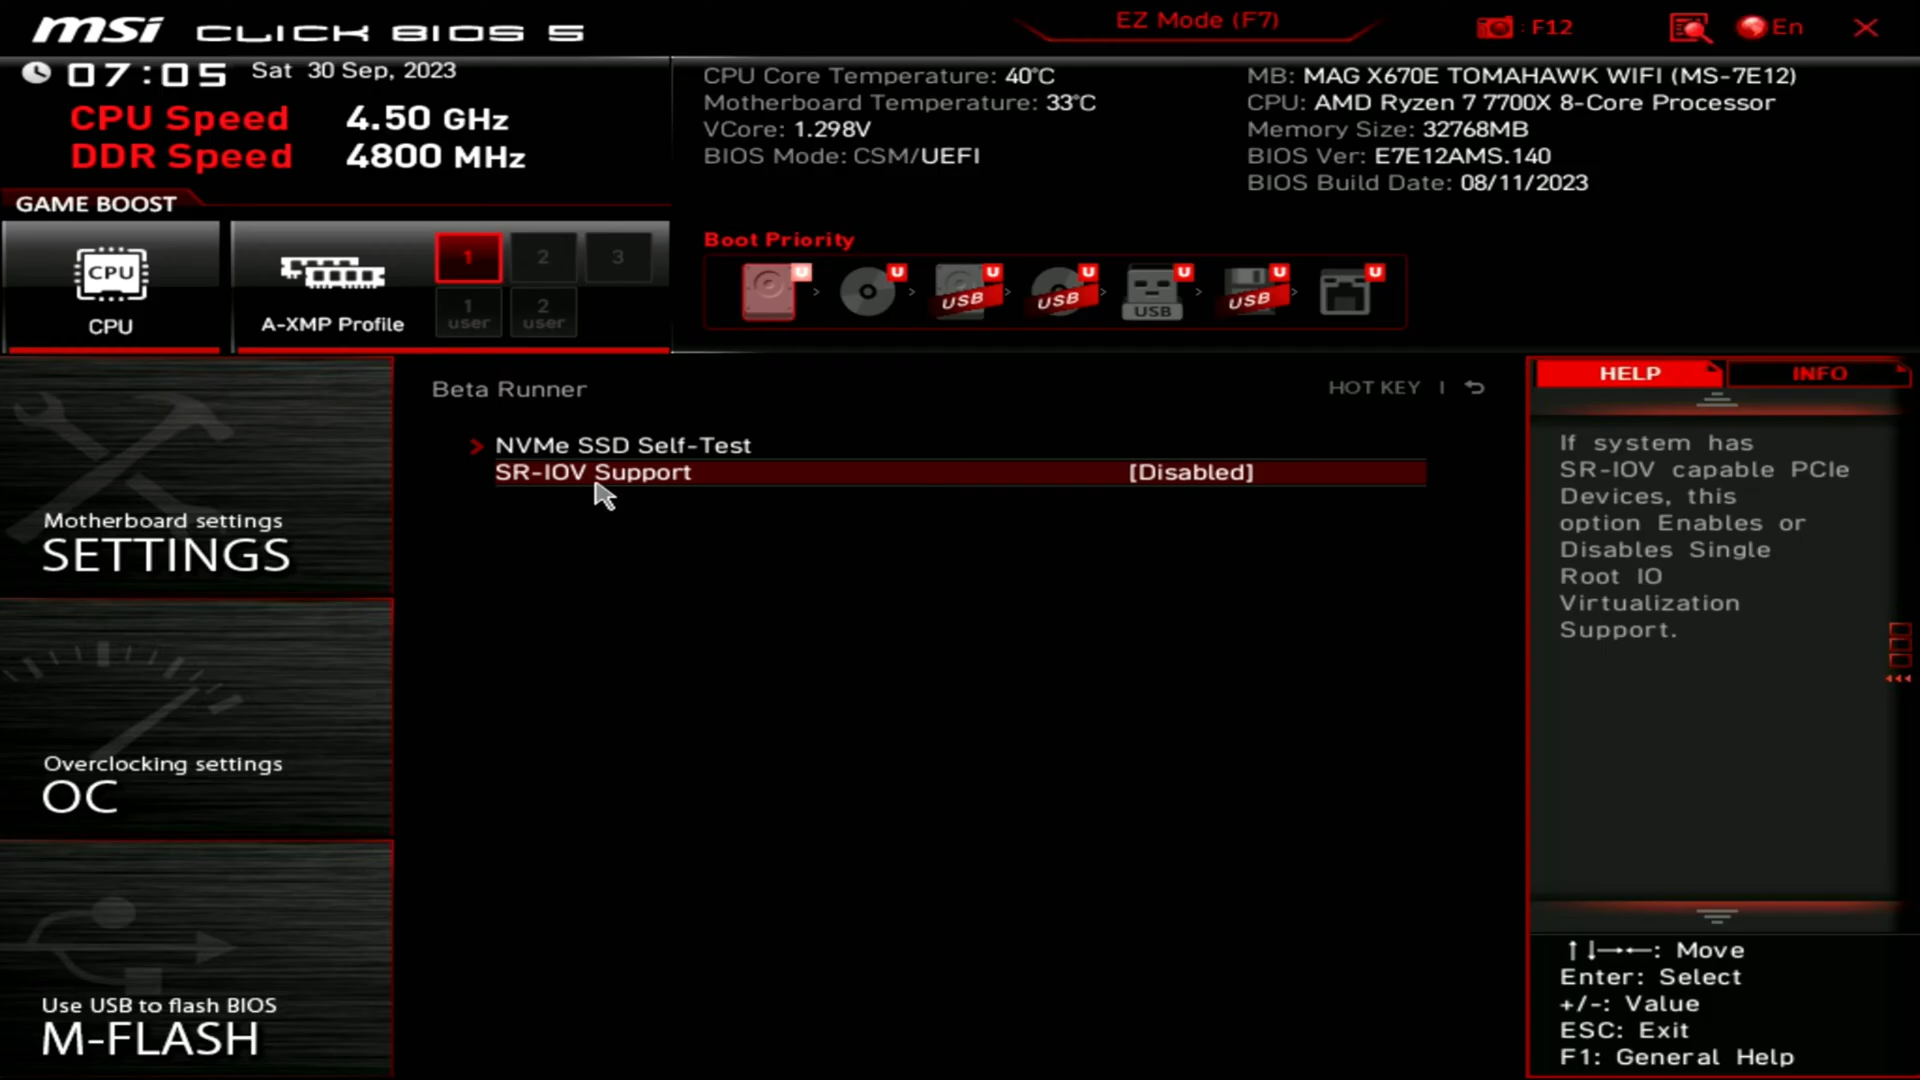 msi CLICK BIOS 5
EZ Mode (F7)
: F12
En
07:05 Sat 30 Sep, 2023
CPU Speed 4.50 GHz
DDR Speed 4800 MHz
CPU Core Temperature: 40°C
Motherboard Temperature: 33°C
VCore: 1.298V
BIOS Mode: CSM/UEFI
MB: MAG X670E TOMAHAWK WIFI (MS-7E12)
CPU: AMD Ryzen 7 7700X 8-Core Processor
Memory Size: 32768MB
BIOS Ver: E7E12AMS.140
BIOS Build Date: 08/11/2023
GAME BOOST
CPU
CPU
A-XMP Profile
1 2 3
1 user
2 user
Boot Priority
U U U U U U U
USB USB USB USB
Motherboard settings
SETTINGS
Overclocking settings
OC
Use USB to flash BIOS
M-FLASH
Beta Runner
HOT KEY |
NVMe SSD Self-Test
SR-IOV Support [Disabled]
HELP INFO
If system has
SR-IOV capable PCIe
Devices, this
option Enables or
Disables Single
Root IO
Virtualization
Support.
↑↓→←: Move
Enter: Select
+/-: Value
ESC: Exit
F1: General Help